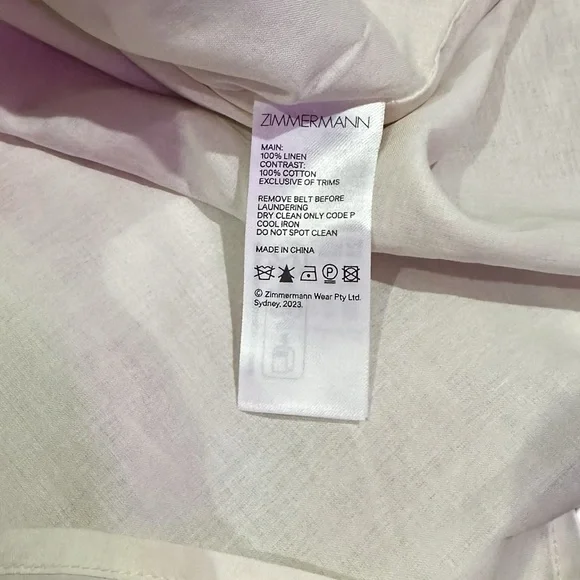 ZIMMERMANN
MAIN:
100% LINEN
CONTRAST:
100% COTTON
EXCLUSIVE OF TRIMS
REMOVE BELT BEFORE
LAUNDERING
DRY CLEAN ONLY CODE P
COOL IRON
DO NOT SPOT CLEAN
MADE IN CHINA
P
© Zimmermann Wear Pty Ltd.
Sydney, 2023.